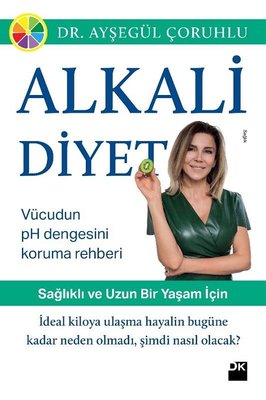 DR. AYŞEGÜL ÇORUHLU
ALKALİ
DİYET
Sağlık
Vücudun
pH dengesini
koruma rehberi
Sağlıklı ve Uzun Bir Yaşam İçin
İdeal kiloya ulaşma hayalin bugüne
kadar neden olmadı, şimdi nasıl olacak?
DK